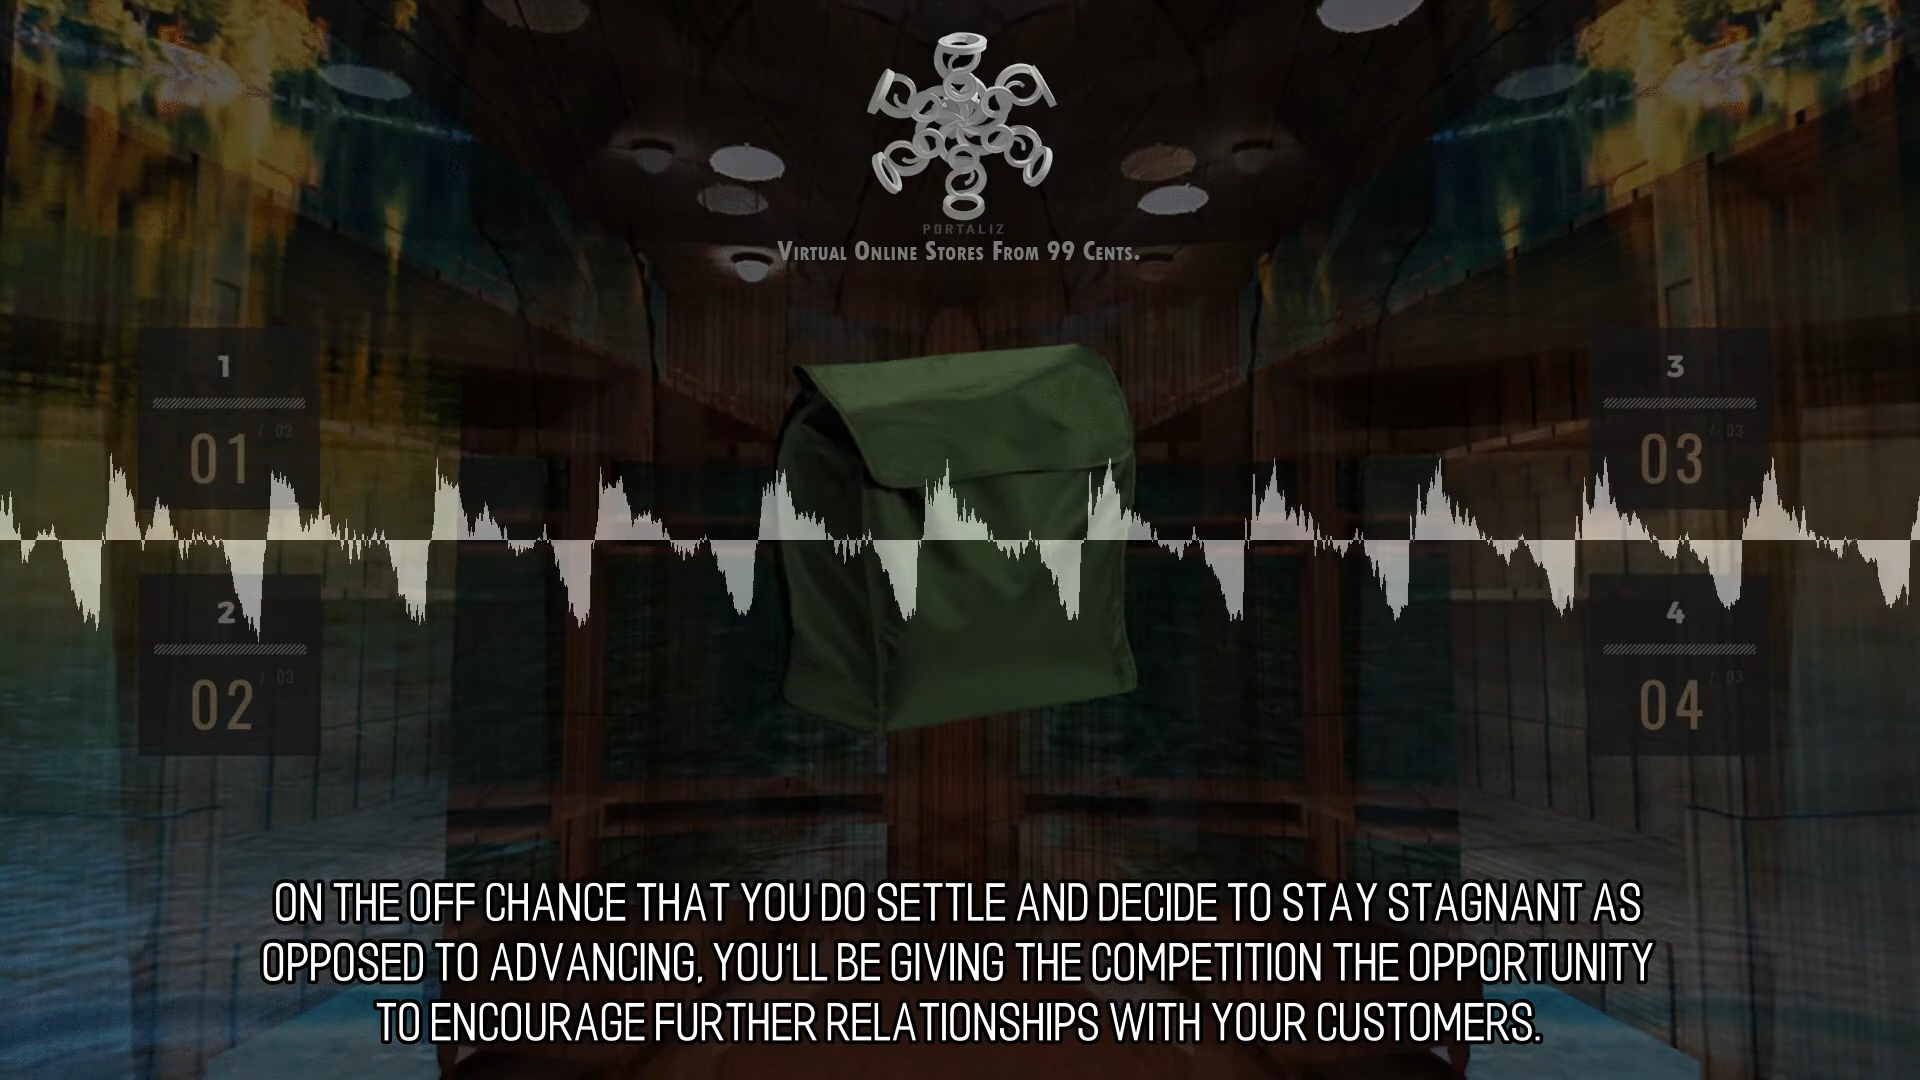 PORTALIZ
Virtual Online Stores From 99 Cents.
1
01 / 03
2
02 / 03
3
03 / 03
4
04 / 03
ON THE OFF CHANCE THAT YOU DO SETTLE AND DECIDE TO STAY STAGNANT AS
OPPOSED TO ADVANCING, YOU'LL BE GIVING THE COMPETITION THE OPPORTUNITY
TO ENCOURAGE FURTHER RELATIONSHIPS WITH YOUR CUSTOMERS.